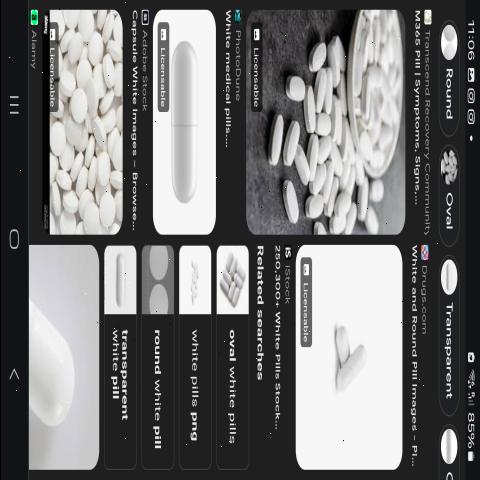 11:06
85%
Round
Oval
Transparent
C
Transcend Recovery Community
M365 Pill | Symptoms, Signs,...
Drugs.com
White and Round Pill Images – Pi...
Licensable
PhotoDune
White medical pills....
Licensable
iStock
250,300+ White Pills Stock...
Related searches
oval white pills
white pills png
round white pill
transparent
white pill
Licensable
Adobe Stock
Capsule White Images – Browse...
Licensable
Alamy